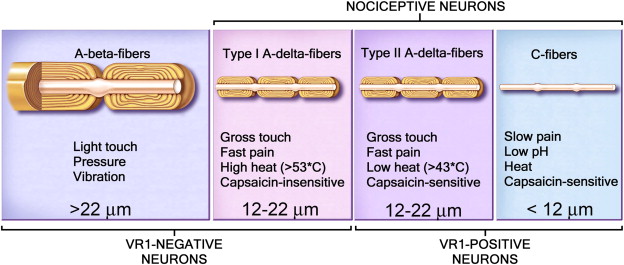 NOCICEPTIVE NEURONS
A-beta-fibers
Light touch
Pressure
Vibration
>22 µm
Type I A-delta-fibers
Gross touch
Fast pain
High heat (>53*C)
Capsaicin-insensitive
12-22 µm
Type II A-delta-fibers
Gross touch
Fast pain
Low heat (>43*C)
Capsaicin-sensitive
12-22 µm
C-fibers
Slow pain
Low pH
Heat
Capsaicin-sensitive
< 12 µm
VR1-NEGATIVE
NEURONS
VR1-POSITIVE
NEURONS